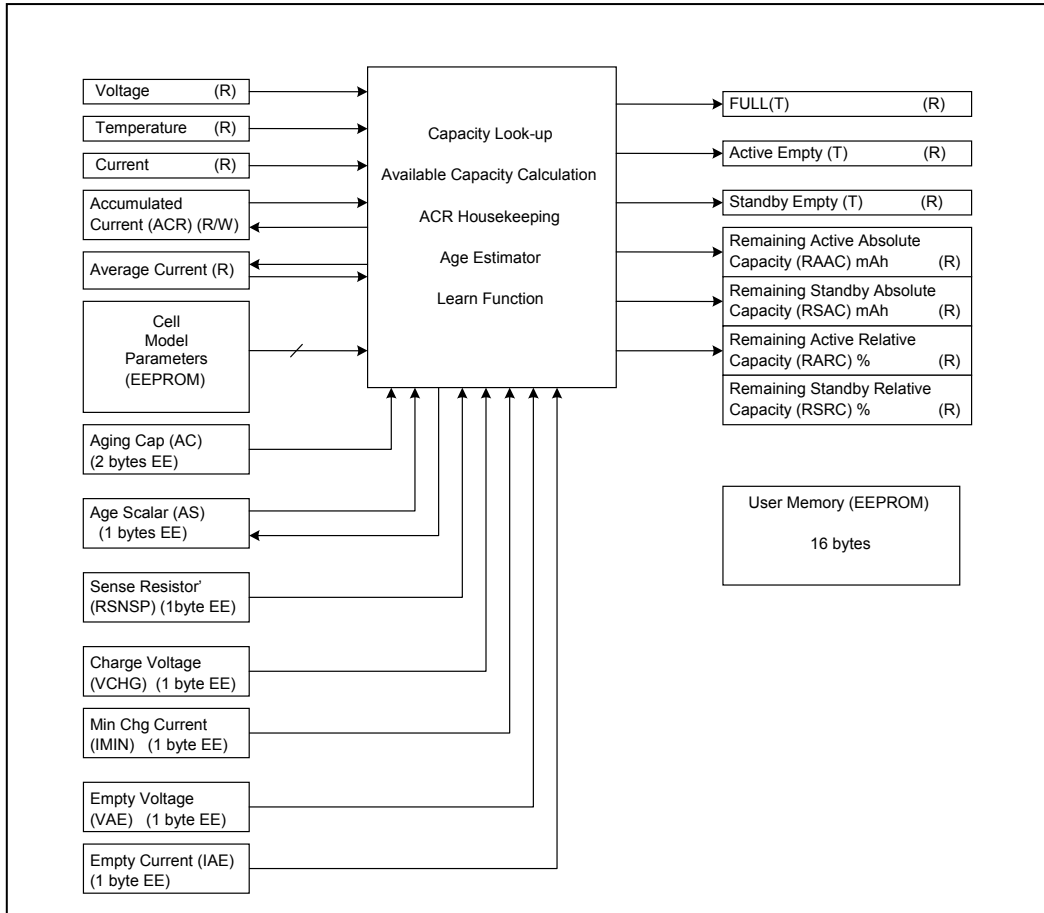 Voltage (R)
Temperature (R)
Current (R)
Accumulated
Current (ACR) (R/W)
Average Current (R)
Cell
Model
Parameters
(EEPROM)
Aging Cap (AC)
(2 bytes EE)
Age Scalar (AS)
(1 bytes EE)
Sense Resistor'
(RSNSP) (1byte EE)
Charge Voltage
(VCHG) (1 byte EE)
Min Chg Current
(IMIN) (1 byte EE)
Empty Voltage
(VAE) (1 byte EE)
Empty Current (IAE)
(1 byte EE)
Capacity Look-up
Available Capacity Calculation
ACR Housekeeping
Age Estimator
Learn Function
FULL(T) (R)
Active Empty (T) (R)
Standby Empty (T) (R)
Remaining Active Absolute
Capacity (RAAC) mAh (R)
Remaining Standby Absolute
Capacity (RSAC) mAh (R)
Remaining Active Relative
Capacity (RARC) % (R)
Remaining Standby Relative
Capacity (RSRC) % (R)
User Memory (EEPROM)
16 bytes